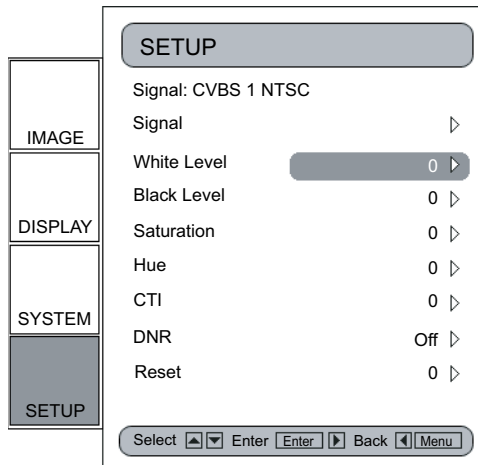 IMAGE
DISPLAY
SYSTEM
SETUP
SETUP
Signal: CVBS 1 NTSC
Signal
White Level 0
Black Level 0
Saturation 0
Hue 0
CTI 0
DNR Off
Reset 0
Select Enter Enter Back Menu